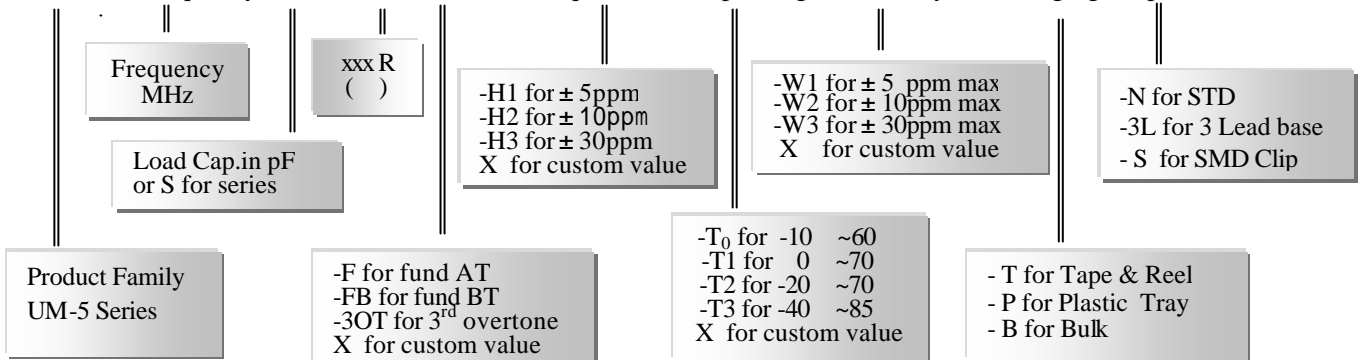 Frequency
MHz
xxx R
( )
Load Cap.in pF
or S for series
-H1 for ± 5ppm
-H2 for ± 10ppm
-H3 for ± 30ppm
X for custom value
-W1 for ± 5 ppm max
-W2 for ± 10ppm max
-W3 for ± 30ppm max
X for custom value
-N for STD
-3L for 3 Lead base
- S for SMD Clip
Product Family
UM-5 Series
-F for fund AT
-FB for fund BT
-3OT for 3rd overtone
X for custom value
-T0 for -10 ~60
-T1 for 0 ~70
-T2 for -20 ~70
-T3 for -40 ~85
X for custom value
- T for Tape & Reel
- P for Plastic Tray
- B for Bulk